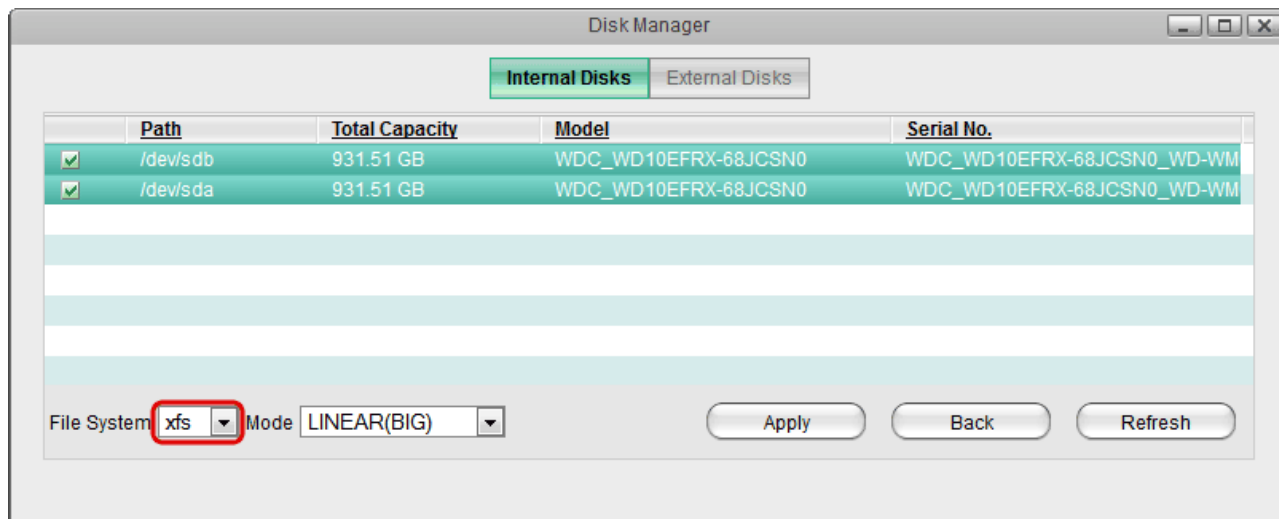 Disk Manager
Internal Disks External Disks
Path Total Capacity Model Serial No.
/dev/sdb 931.51 GB WDC_WD10EFRX-68JCSN0 WDC_WD10EFRX-68JCSN0_WD-WM
/dev/sda 931.51 GB WDC_WD10EFRX-68JCSN0 WDC_WD10EFRX-68JCSN0_WD-WM
File System xfs Mode LINEAR(BIG) Apply Back Refresh